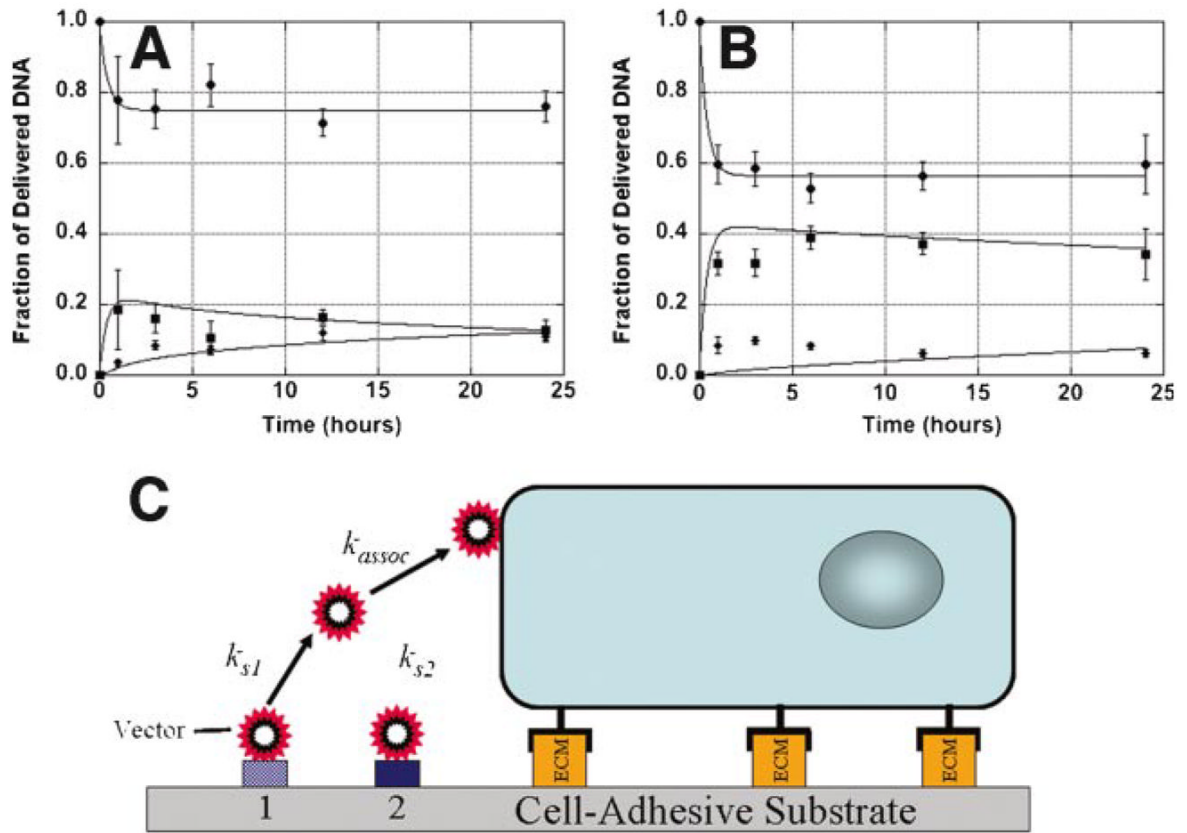 A
Fraction of Delivered DNA
1.0
0.8
0.6
0.4
0.2
0.0
0 5 10 15 20 25
Time (hours)
B
Fraction of Delivered DNA
1.0
0.8
0.6
0.4
0.2
0.0
0 5 10 15 20 25
Time (hours)
C
k_assoc
k_s1
k_s2
Vector
ECM
ECM
ECM
1
2
Cell-Adhesive Substrate